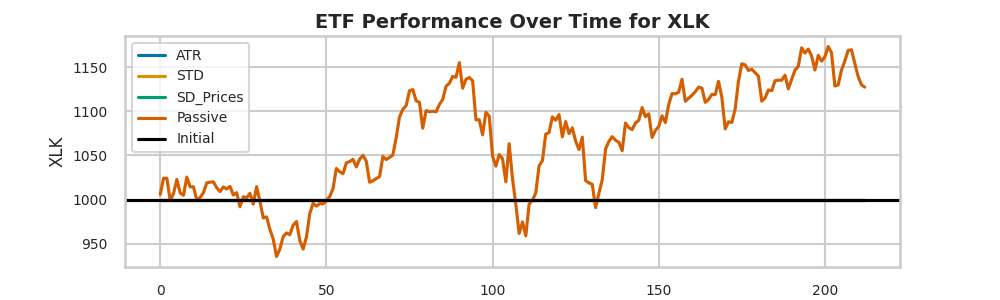 ETF Performance Over Time for XLK
XLK
1150
1100
1050
1000
950
ATR
STD
SD_Prices
Passive
Initial
0
50
100
150
200